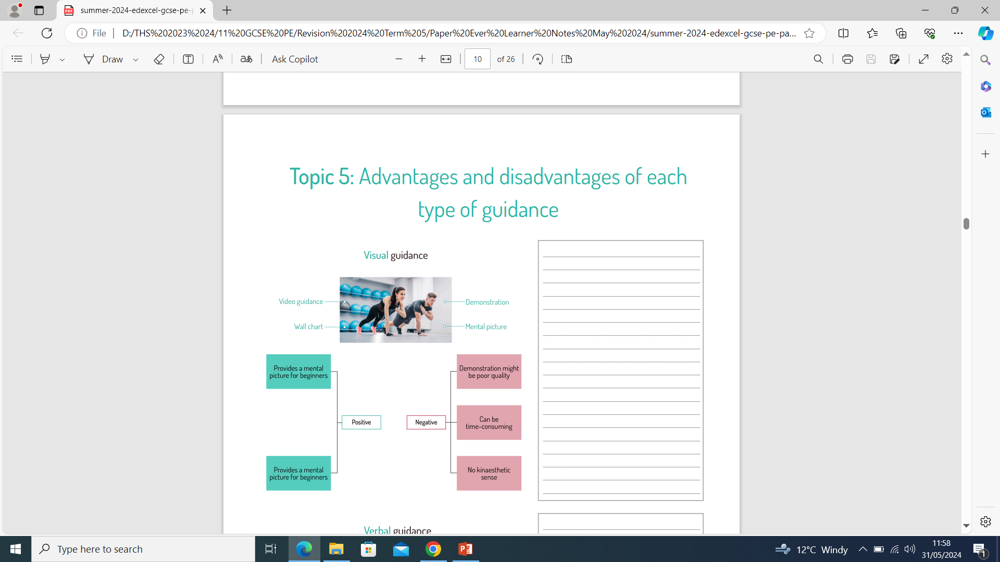 summer-2024-edexcel-gcse-pe-p
File
D:/THS%202023%2024/11%20GCSE%20PE/Revision%202024%20Term%205/Paper%20Ever%20Learner%20Notes%20May%202024/summer-2024-edexcel-gcse-pe-pa...
Draw
aあ
Ask Copilot
10 of 26
Topic 5: Advantages and disadvantages of each
type of guidance
Visual guidance
Video guidance
Demonstration
Wall chart
Mental picture
Provides a mental
picture for beginners
Demonstration might
be poor quality
Positive
Negative
Can be
time-consuming
Provides a mental
picture for beginners
No kinaesthetic
sense
Verbal guidance
Type here to search
12°C Windy
11:58
31/05/2024
1